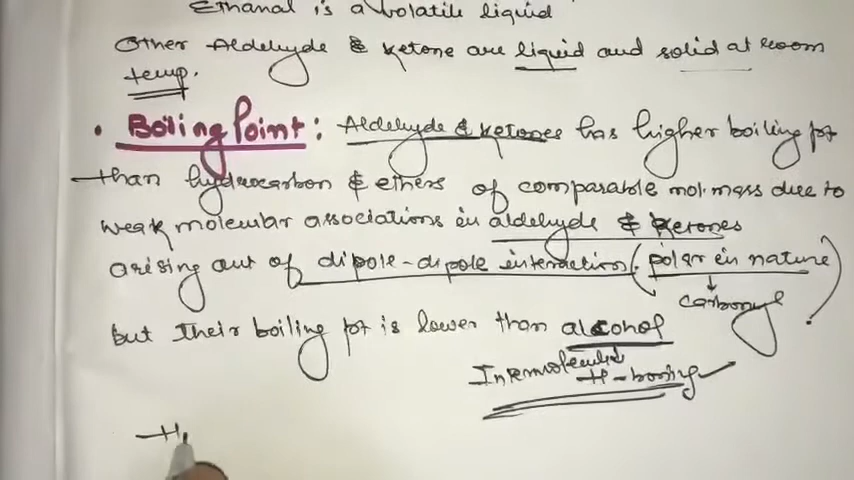 Ethanal is a volatile liquid
Other Aldehyde & ketone are liquid and solid at room
temp.
• Boiling Point: Aldehyde & ketones has higher boiling pt
than hydrocarbon & ethers of comparable mol. mass due to
weak molecular associations in aldehyde & ketones
arising out of dipole-dipole interaction (polar in nature)
carbonyl
but Their boiling pt is lower than alcohol
Intermolecular
H-bonding
H